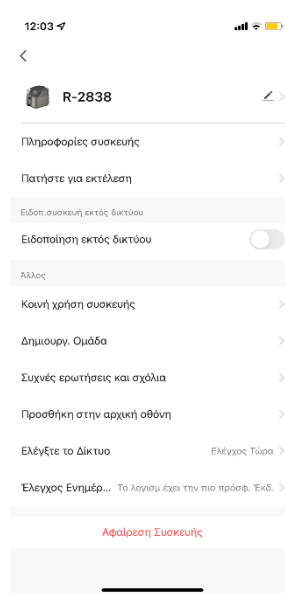 12:03
R-2838
Πληροφορίες συσκευής
Πατήστε για εκτέλεση
Ειδοπ.συσκευή εκτός δικτύου
Ειδοποίηση εκτός δικτύου
Άλλος
Κοινή χρήση συσκευής
Δημιουργ. Ομάδα
Συχνές ερωτήσεις και σχόλια
Προσθήκη στην αρχική οθόνη
Ελέγξτε το Δίκτυο Ελέγχος Τώρα
Έλεγχος Ενημέρ... Το λογισμ.έχει την πιο πρόσφ. Έκδ.
Αφαίρεση Συσκευής